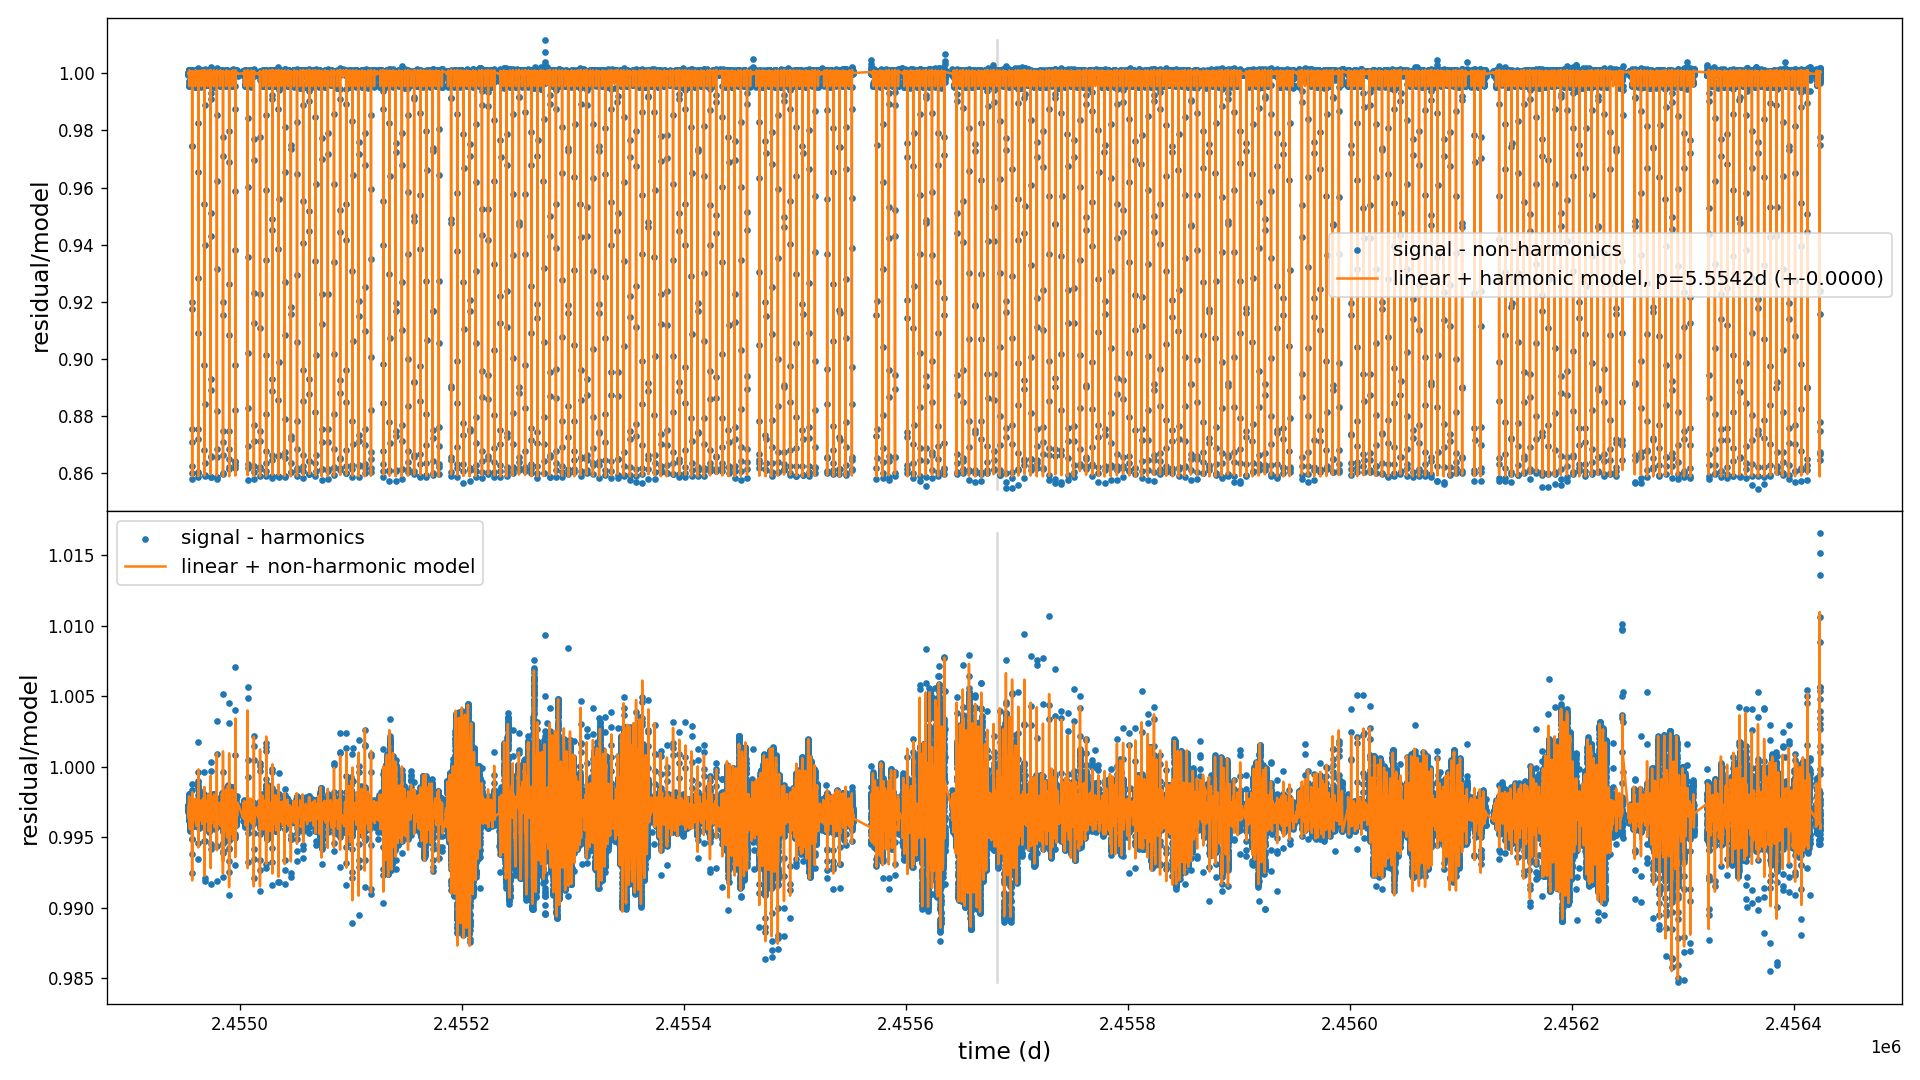 1.00
0.98
0.96
0.94
0.92
0.90
0.88
0.86
residual/model
signal - non-harmonics
linear + harmonic model, p=5.5542d (+-0.0000)
signal - harmonics
linear + non-harmonic model
1.015
1.010
1.005
1.000
0.995
0.990
0.985
residual/model
2.4550 2.4552 2.4554 2.4556 2.4558 2.4560 2.4562 2.4564
1e6
time (d)